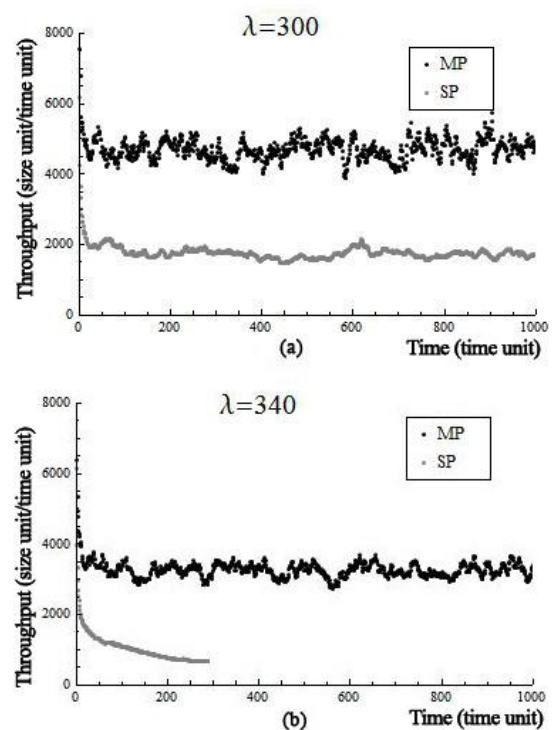 λ=300
8000
6000
4000
2000
0
Throughput (size unit/time unit)
MP
SP
0 200 400 600 800 1000
Time (time unit)
(a)
λ=340
8000
6000
4000
2000
0
Throughput (size unit/time unit)
MP
SP
0 200 400 600 800 1000
Time (time unit)
(b)